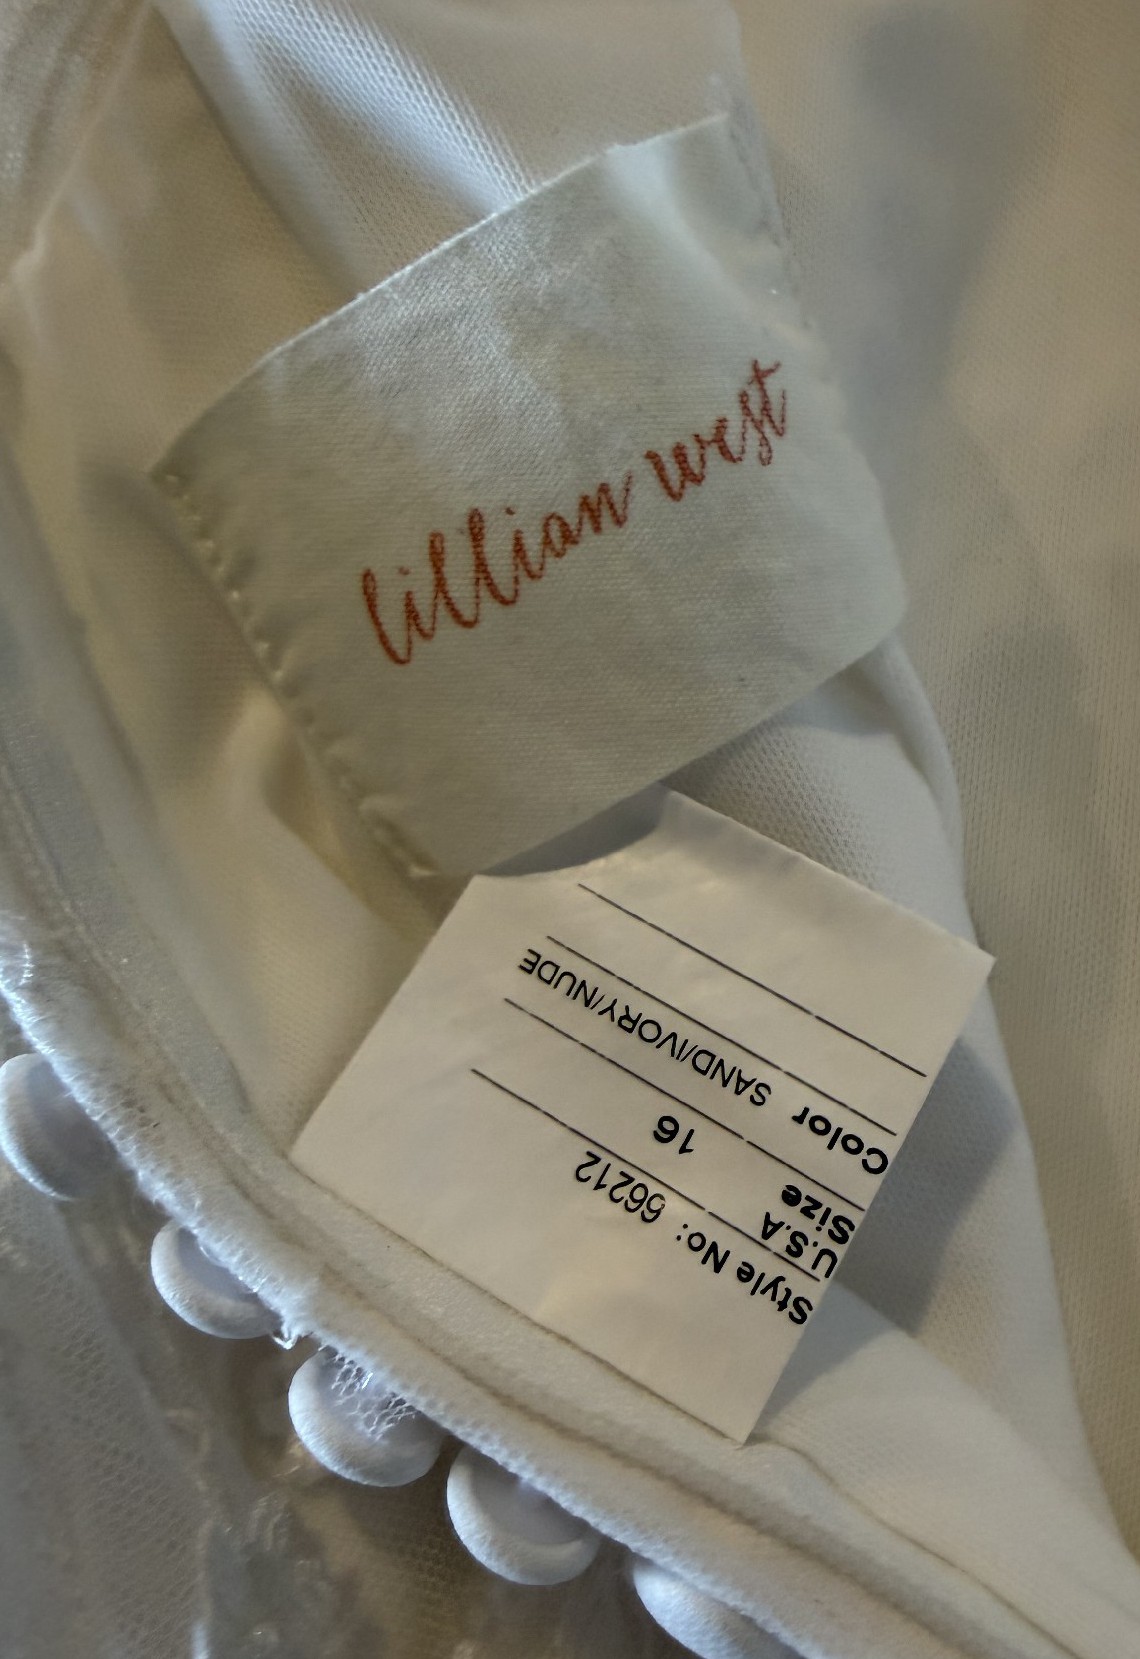 lillian west
Style No: 66212
U.S.A
Size 16
Color SAND/IVORY/NUDE